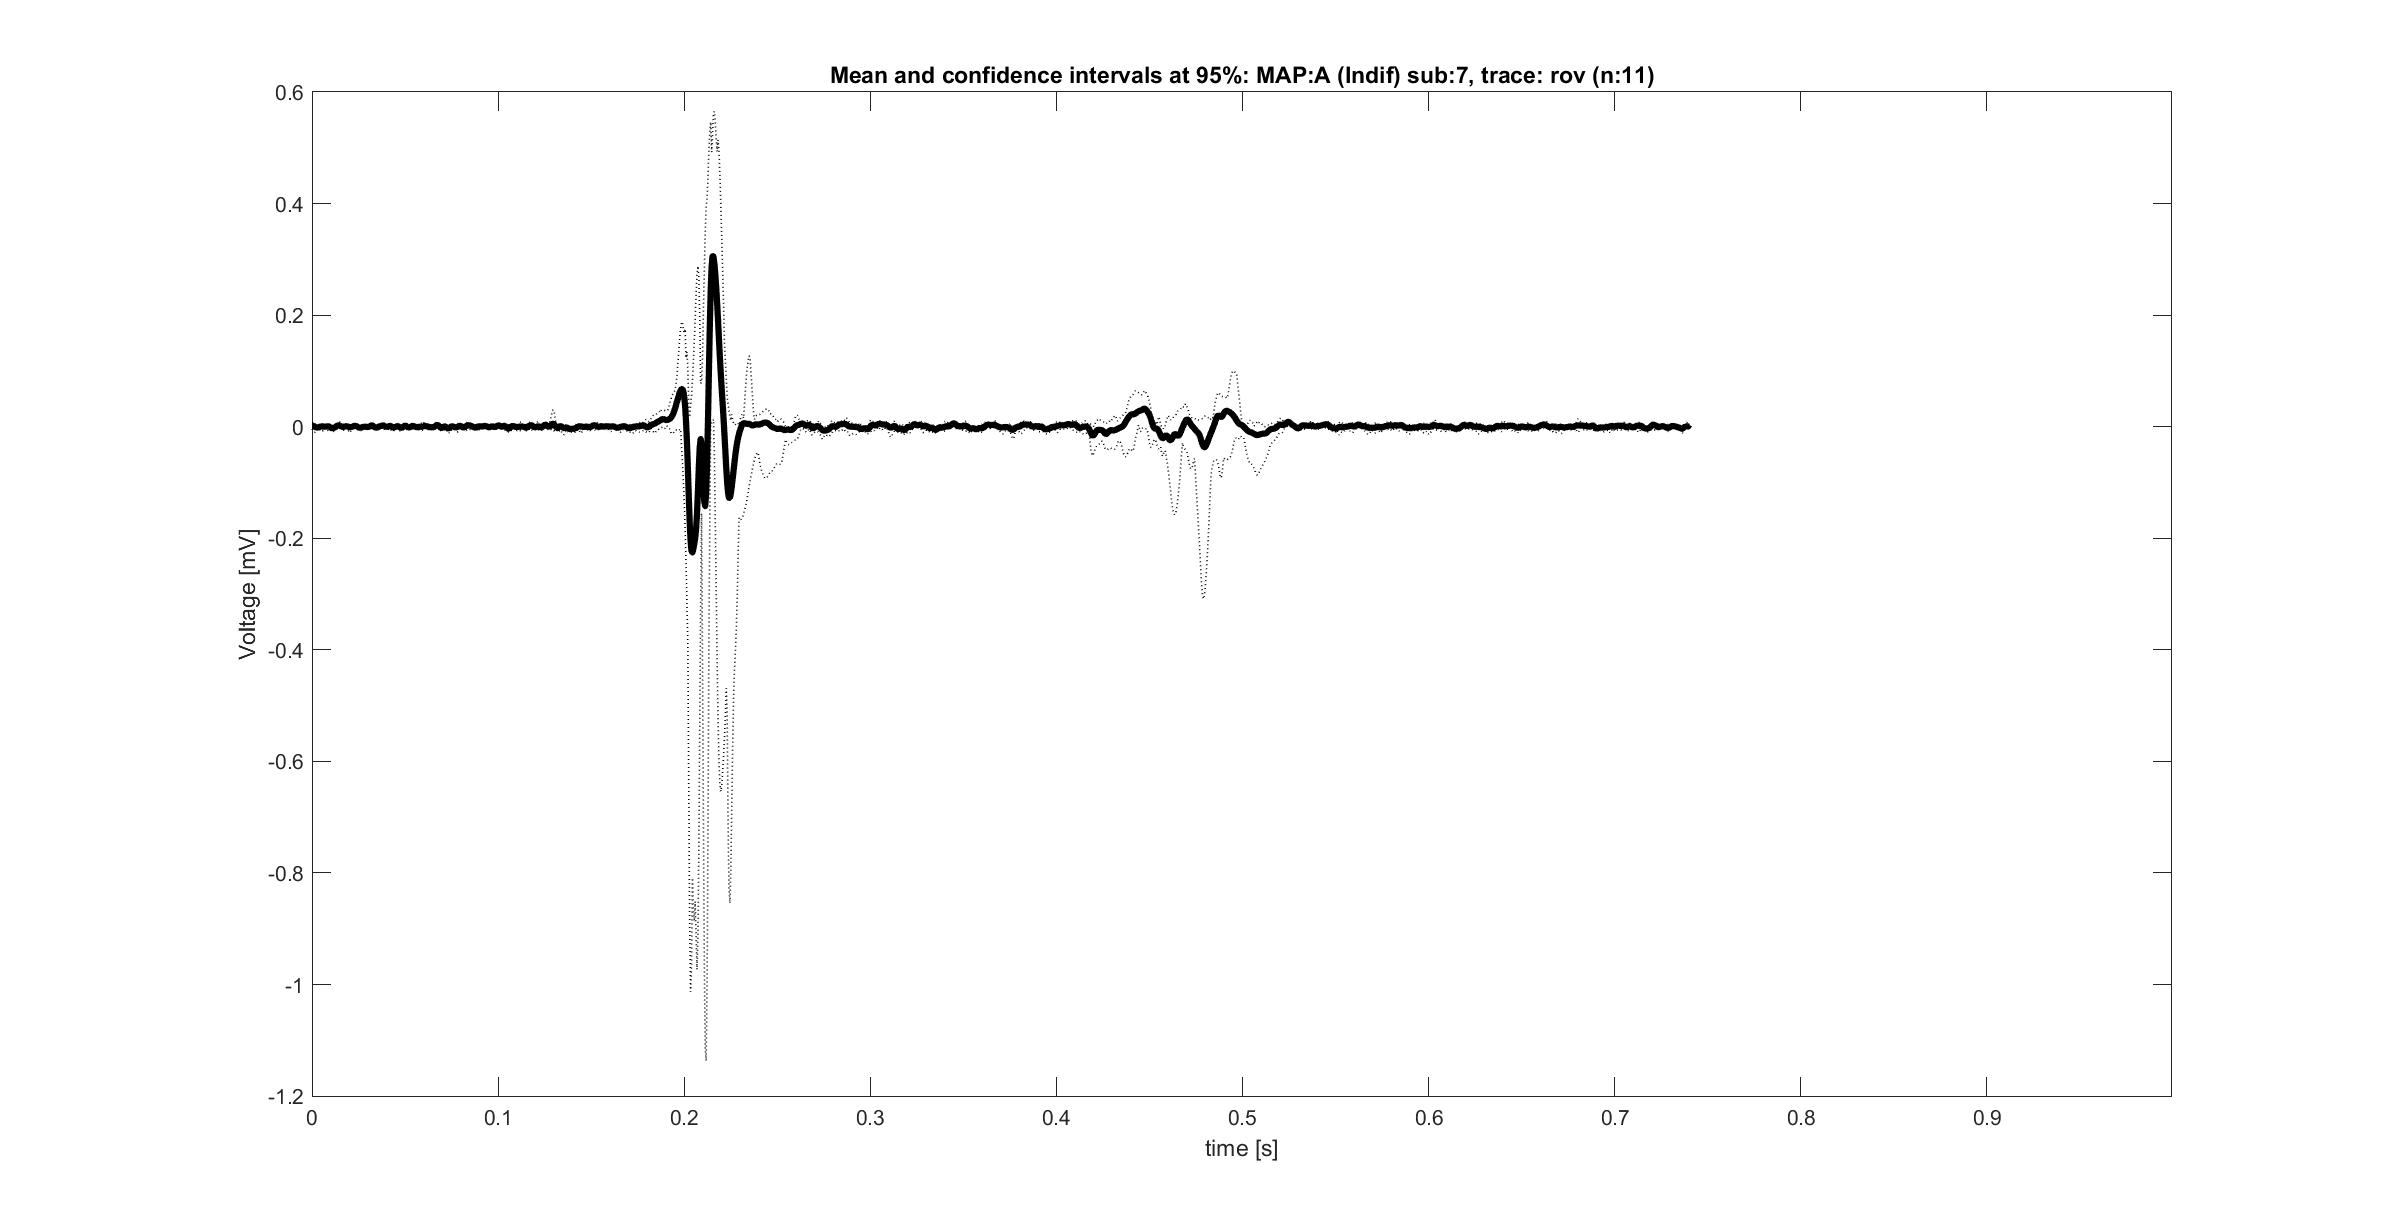 Mean and confidence intervals at 95%: MAP:A (Indif) sub:7, trace: rov (n:11)
0.6
0.4
0.2
0
-0.2
-0.4
-0.6
-0.8
-1
-1.2
Voltage [mV]
0 0.1 0.2 0.3 0.4 0.5 0.6 0.7 0.8 0.9
time [s]